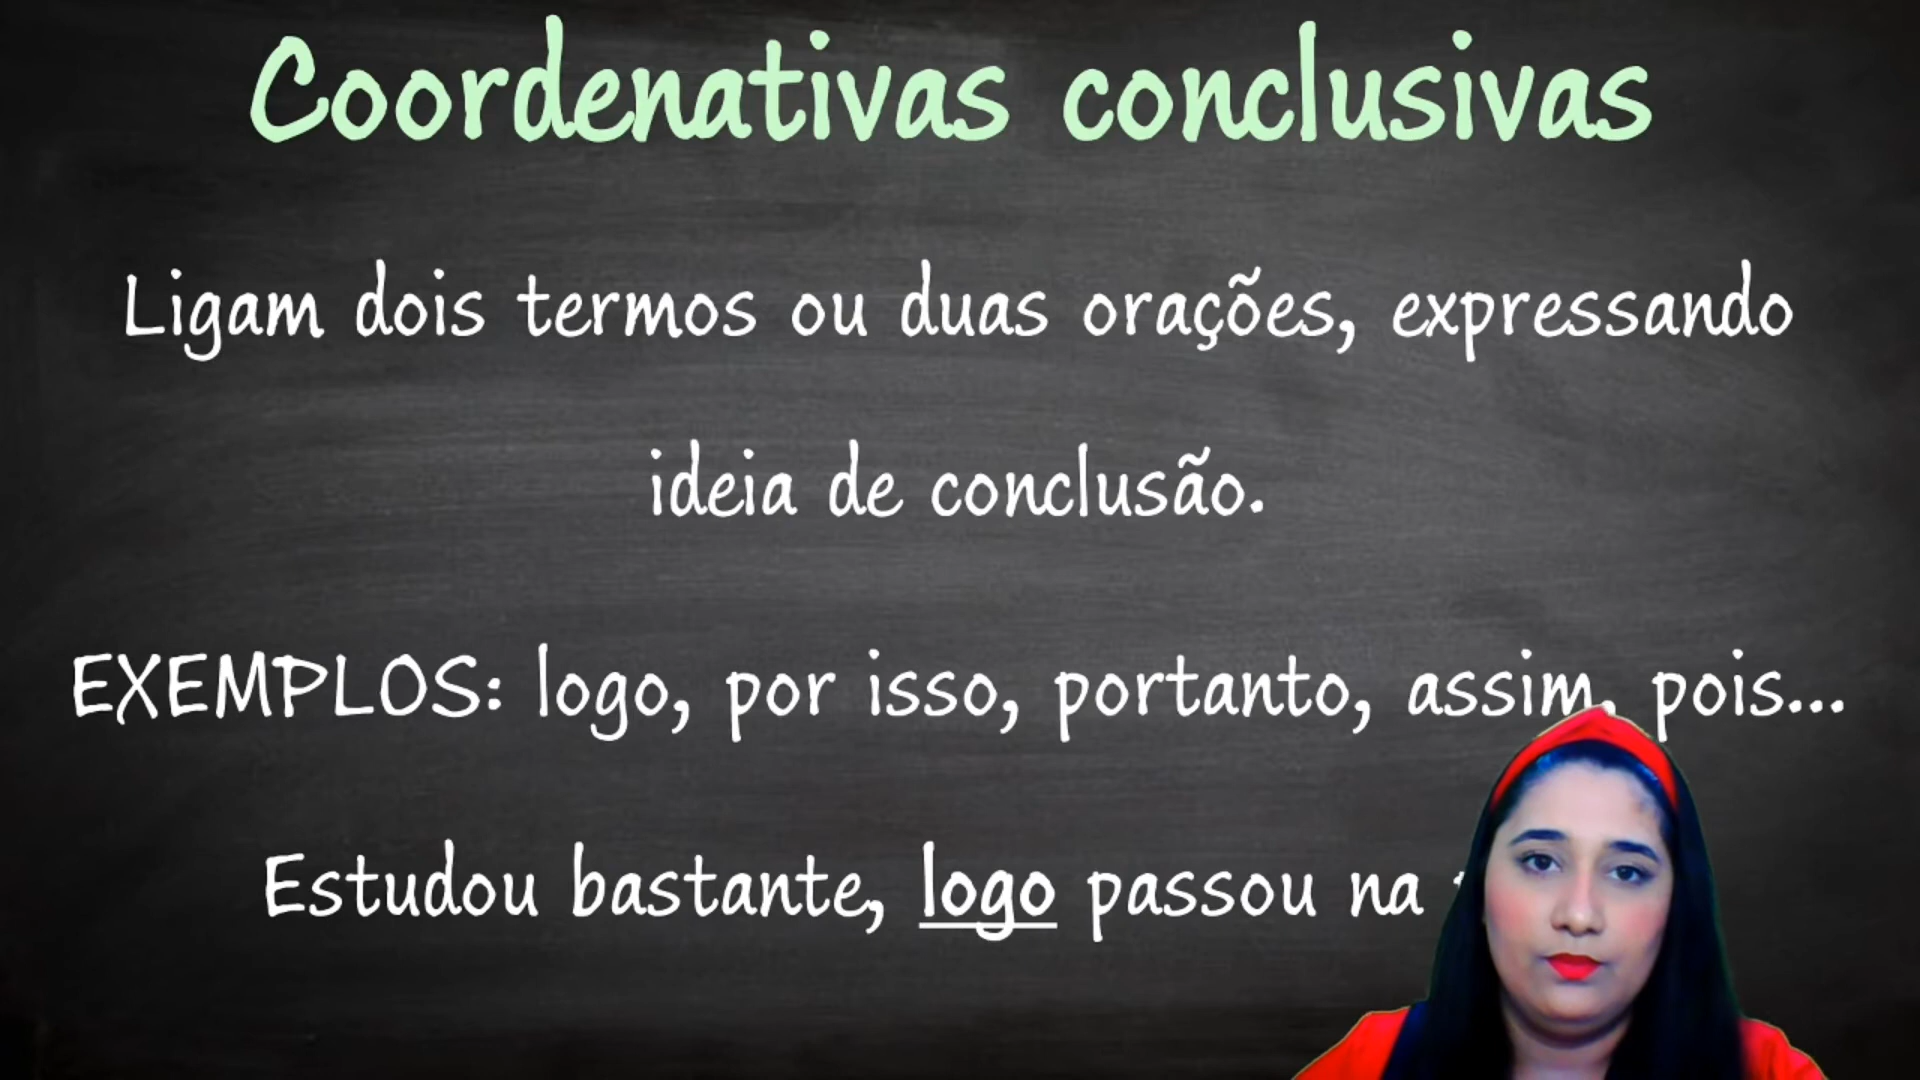 Coordenativas conclusivas
Ligam dois termos ou duas orações, expressando
ideia de conclusão.
EXEMPLOS: logo, por isso, portanto, assim, pois...
Estudou bastante, logo passou na